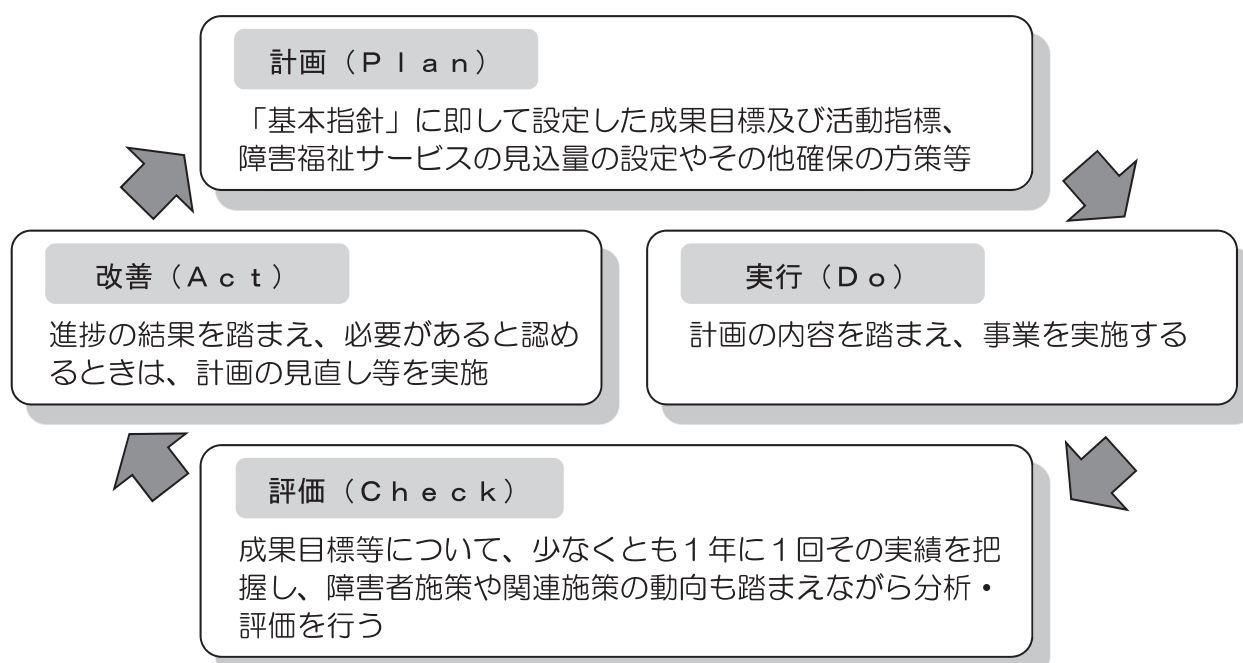 計画（Ｐｌａｎ）
「基本指針」に即して設定した成果目標及び活動指標、
障害福祉サービスの見込量の設定やその他確保の方策等
改善（Ａｃｔ）
進捗の結果を踏まえ、必要があると認め
るときは、計画の見直し等を実施
実行（Ｄｏ）
計画の内容を踏まえ、事業を実施する
評価（Ｃｈｅｃｋ）
成果目標等について、少なくとも１年に１回その実績を把
握し、障害者施策や関連施策の動向も踏まえながら分析・
評価を行う